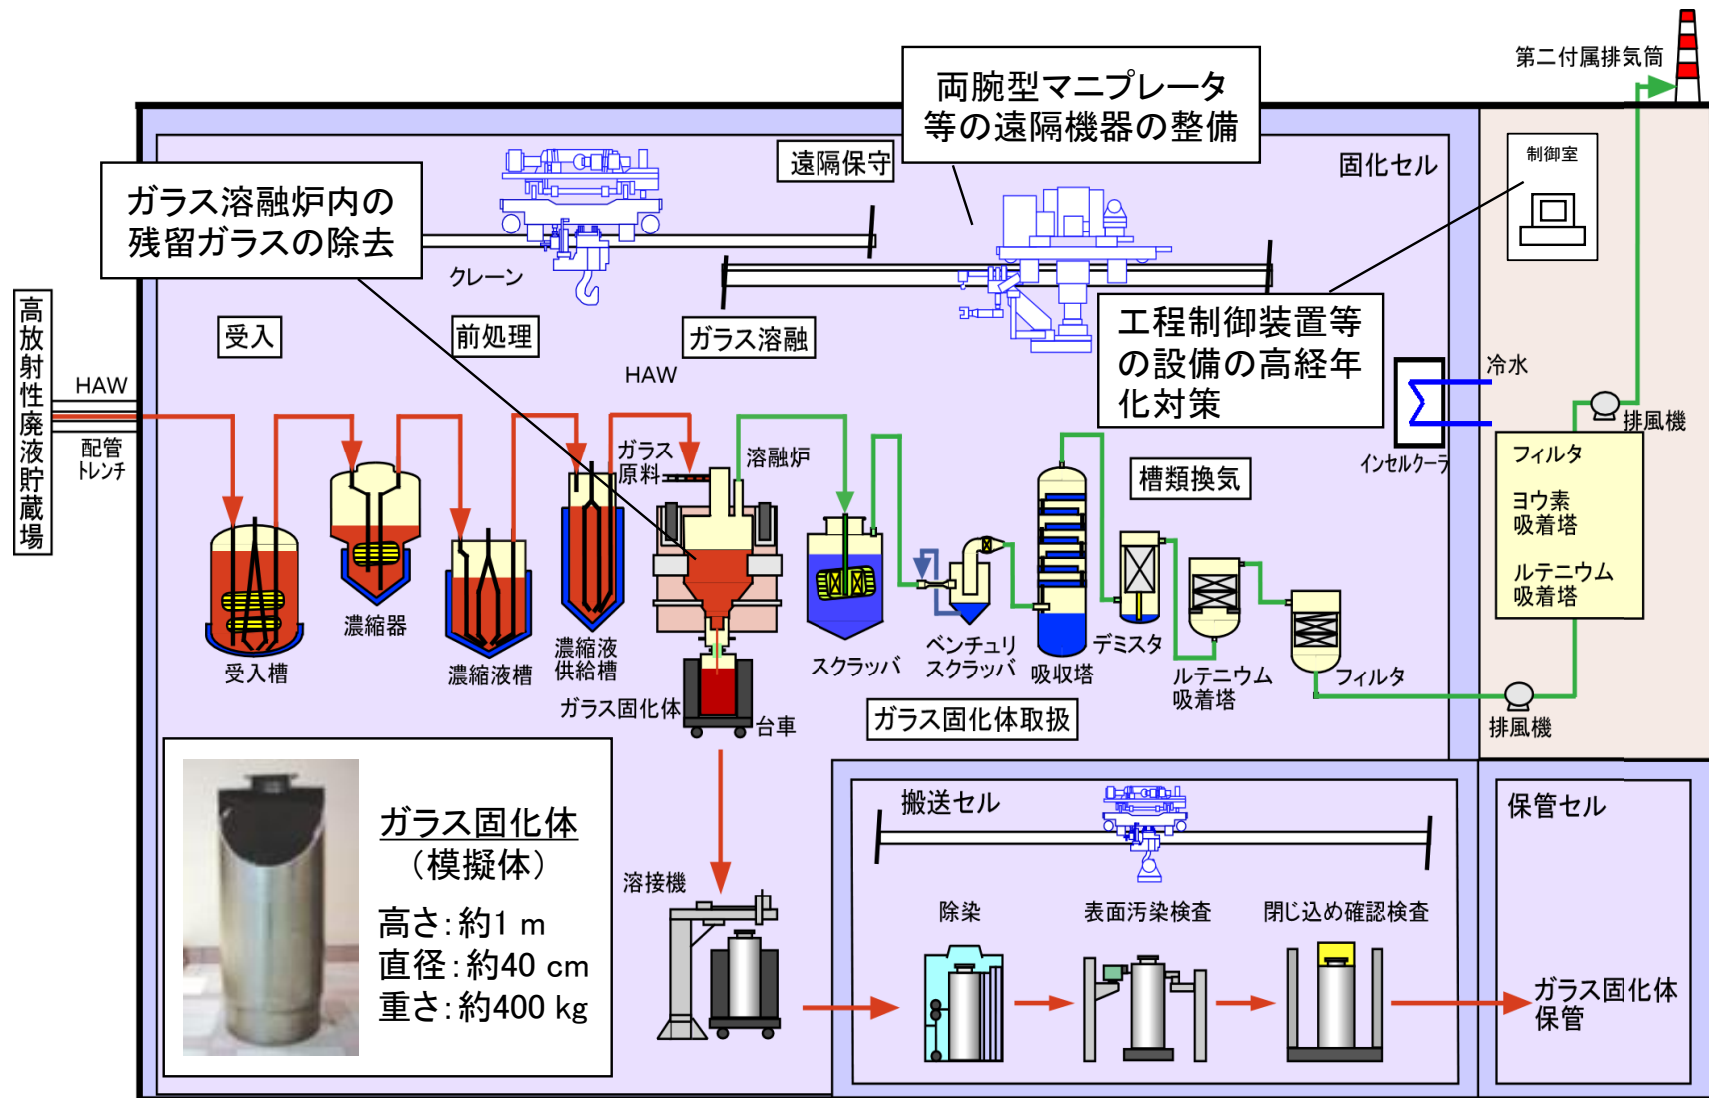 第二付属排気筒
両腕型マニプレータ
等の遠隔機器の整備
制御室
遠隔保守
固化セル
ガラス溶融炉内の
残留ガラスの除去
クレーン
高放射性廃液貯蔵場
受入
前処理
ガラス溶融
工程制御装置等
の設備の高経年
化対策
HAW
HAW
冷水
配管
トレンチ
ガラス
原料
溶融炉
排風機
インセルクーラ
フィルタ
ヨウ素
吸着塔
ルテニウム
吸着塔
槽類換気
濃縮器
受入槽
濃縮液槽
濃縮液
供給槽
スクラッバ
ベンチュリ
スクラッバ
吸収塔
デミスタ
ルテニウム
吸着塔
フィルタ
ガラス固化体
台車
ガラス固化体取扱
排風機
ガラス固化体
（模擬体）
高さ：約1 m
直径：約40 cm
重さ：約400 kg
搬送セル
保管セル
溶接機
除染
表面汚染検査
閉じ込め確認検査
ガラス固化体
保管